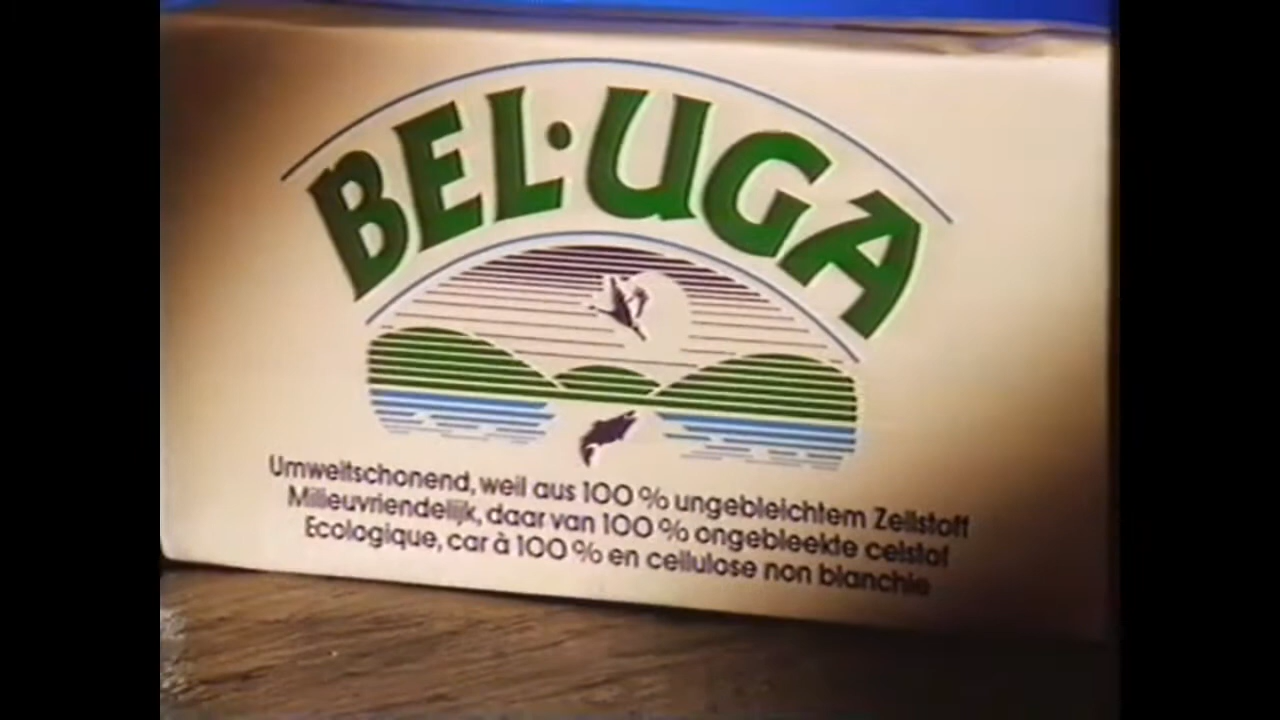 BEL·UGA
Umweltschonend, weil aus 100 % ungebleichtem Zellstoff
Milieuvriendelijk, daar van 100 % ongebleekte celstof
Ecologique, car à 100 % en cellulose non blanchie